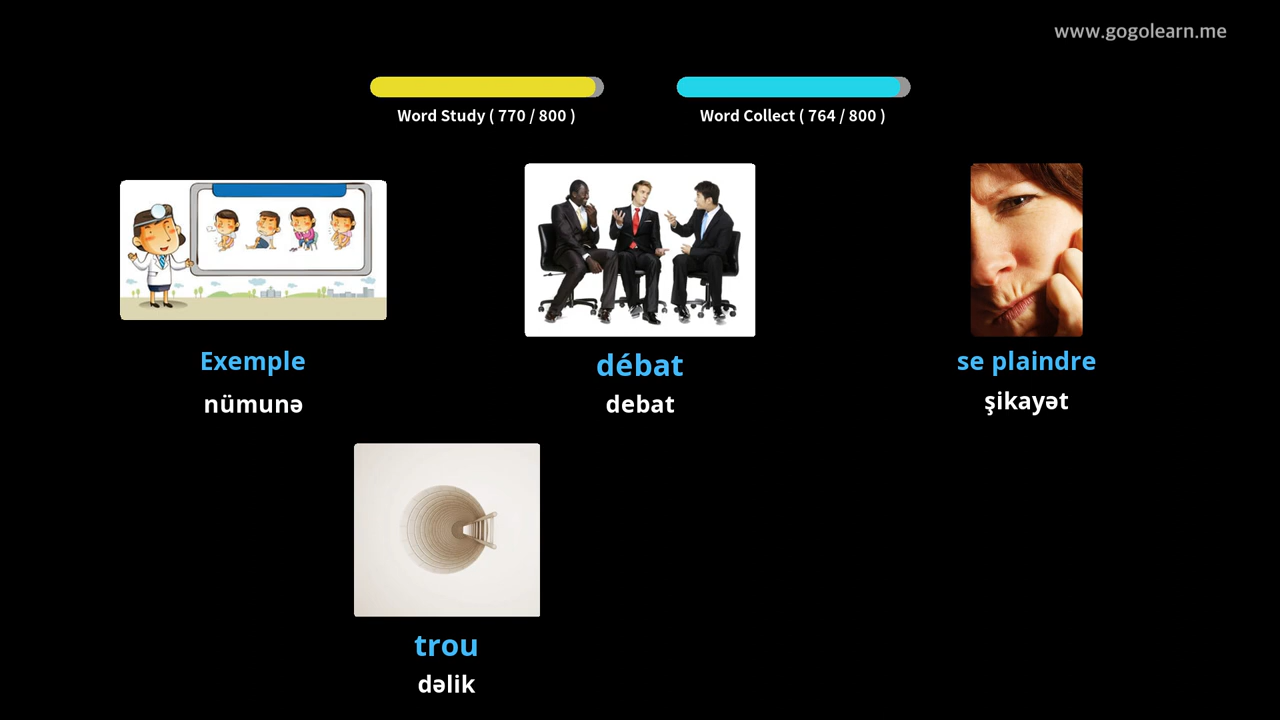 www.gogolearn.me
Word Study ( 770 / 800 )
Word Collect ( 764 / 800 )
Exemple
nümunə
débat
debat
se plaindre
şikayət
trou
dəlik